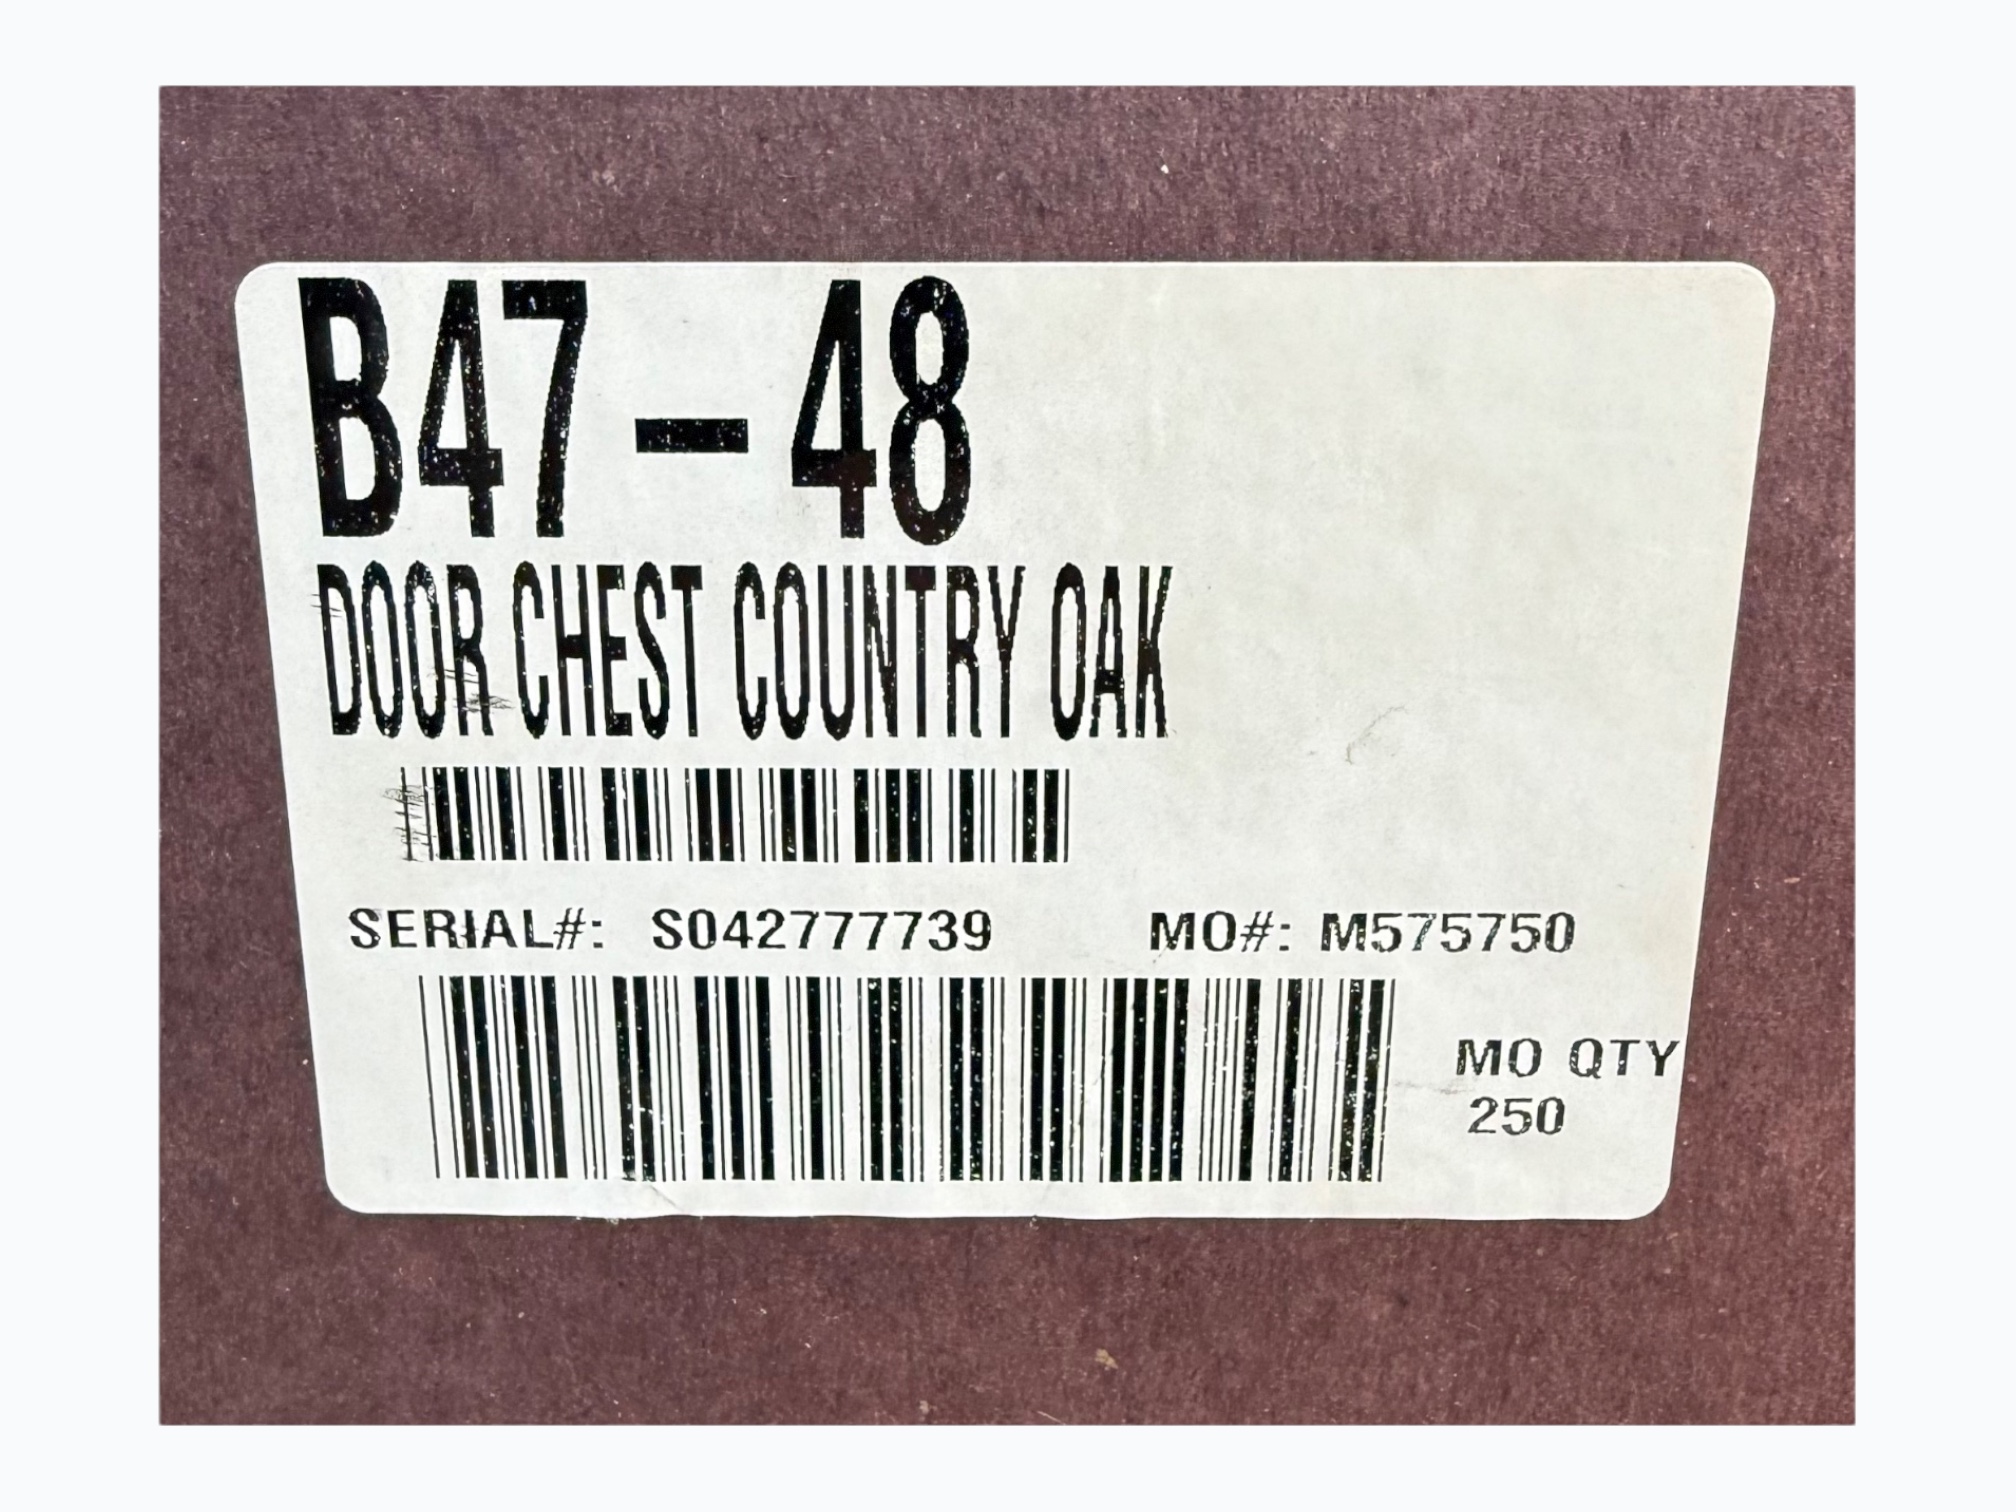 B47-48
DOOR CHEST COUNTRY OAK
SERIAL#: S042777739 MO#: M575750
MO QTY
250